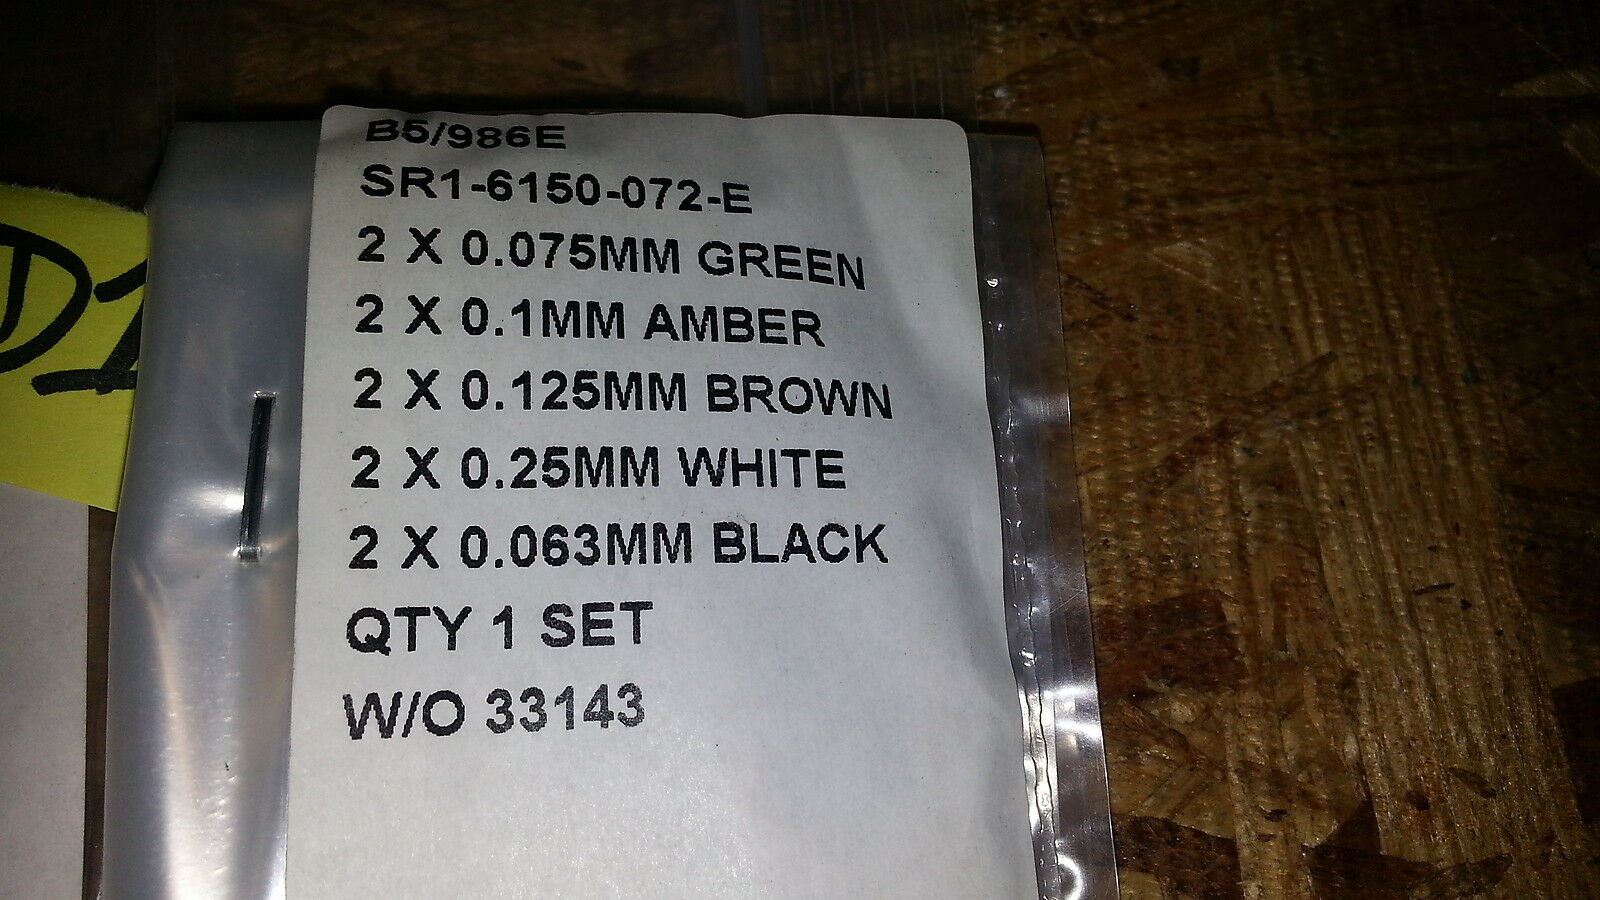 B5/986E
SR1-6150-072-E
2 X 0.075MM GREEN
2 X 0.1MM AMBER
2 X 0.125MM BROWN
2 X 0.25MM WHITE
2 X 0.063MM BLACK
QTY 1 SET
W/O 33143